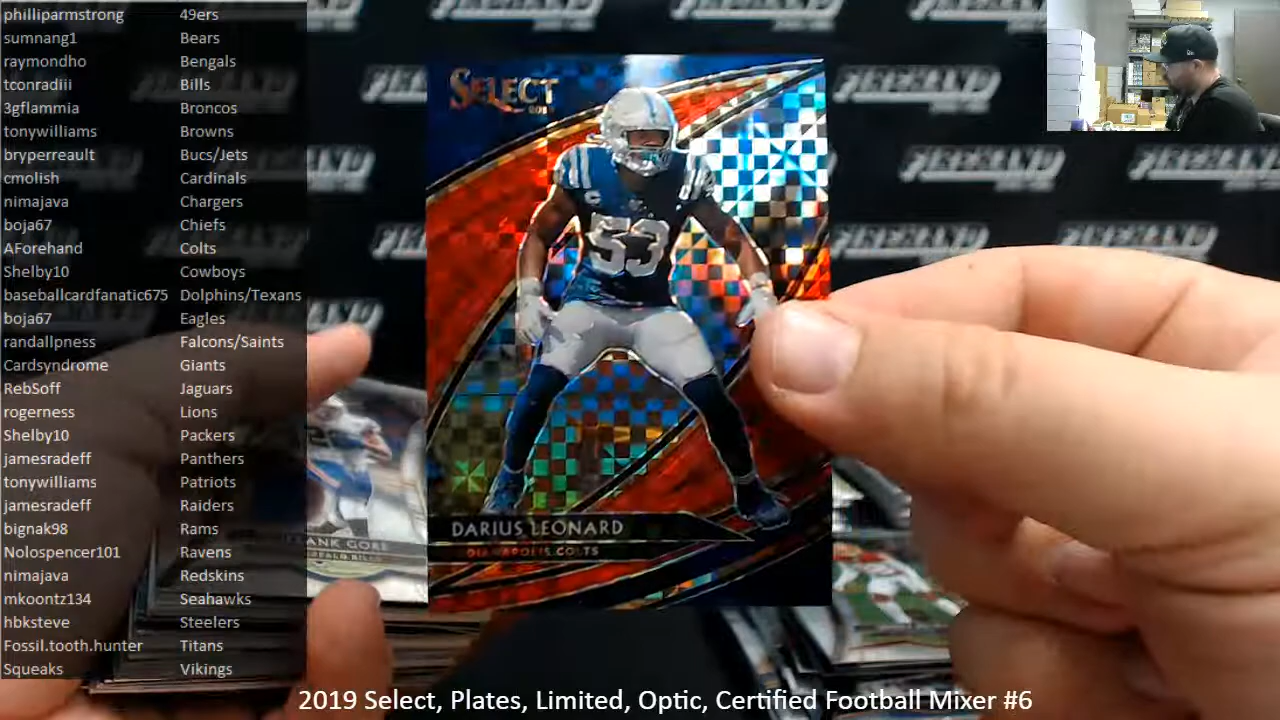 philliparmstrong 49ers
sumnang1 Bears
raymondho Bengals
tconradiii Bills
3gflammia Broncos
tonywilliams Browns
bryperreault Bucs/Jets
cmolish Cardinals
nimajava Chargers
boja67 Chiefs
AForehand Colts
Shelby10 Cowboys
baseballcardfanatic675 Dolphins/Texans
boja67 Eagles
randallpness Falcons/Saints
Cardsyndrome Giants
RebSoff Jaguars
rogerness Lions
Shelby10 Packers
jamesradeff Panthers
tonywilliams Patriots
jamesradeff Raiders
bignak98 Rams
Nolospencer101 Ravens
nimajava Redskins
mkoontz134 Seahawks
hbksteve Steelers
Fossil.tooth.hunter Titans
Squeaks Vikings
SELECT
53
DARIUS LEONARD
COLTS
GORE
2019 Select, Plates, Limited, Optic, Certified Football Mixer #6